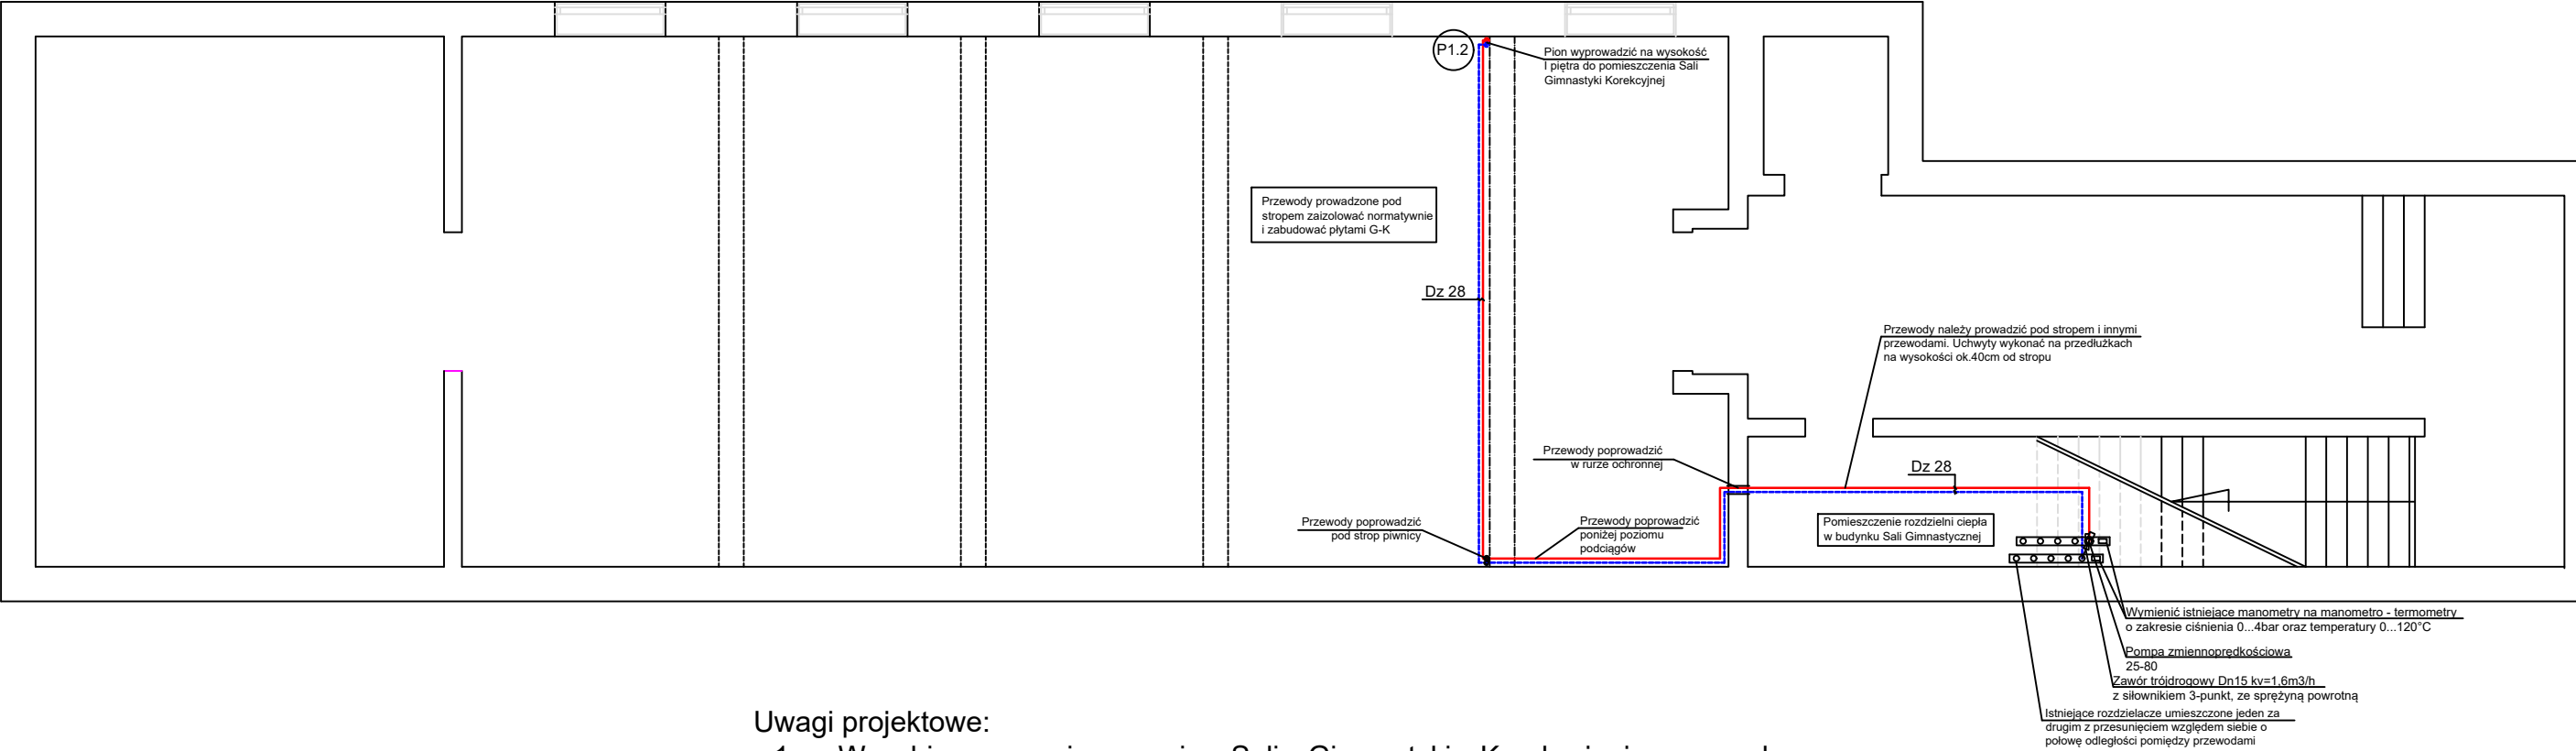 P1.2
Pion wyprowadzić na wysokość
I piętra do pomieszczenia Sali
Gimnastyki Korekcyjnej
Przewody prowadzone pod
stropem zaizolować normatywnie
i zabudować płytami G-K
Dz 28
Przewody należy prowadzić pod stropem i innymi
przewodami. Uchwyty wykonać na przedłużkach
na wysokości ok.40cm od stropu
Przewody poprowadzić
w rurze ochronnej
Dz 28
Przewody poprowadzić
pod strop piwnicy
Przewody poprowadzić
poniżej poziomu
podciągów
Pomieszczenie rozdzielni ciepła
w budynku Sali Gimnastycznej
Wymienić istniejące manometry na manometro - termometry
o zakresie ciśnienia 0...4bar oraz temperatury 0...120°C
Pompa zmiennoprędkościowa
25-80
Zawór trójdrogowy Dn15 kv=1,6m3/h
z siłownikiem 3-punkt, ze sprężyną powrotną
Istniejące rozdzielacze umieszczone jeden za
drugim z przesunięciem względem siebie o
połowę odległości pomiędzy przewodami
Uwagi projektowe: